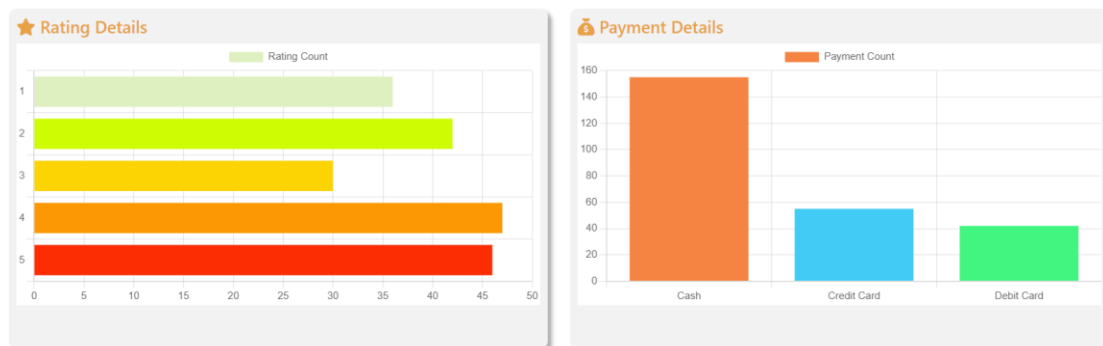 Rating Details
Rating Count
1
2
3
4
5
0 5 10 15 20 25 30 35 40 45 50
Payment Details
Payment Count
160
140
120
100
80
60
40
20
0
Cash Credit Card Debit Card